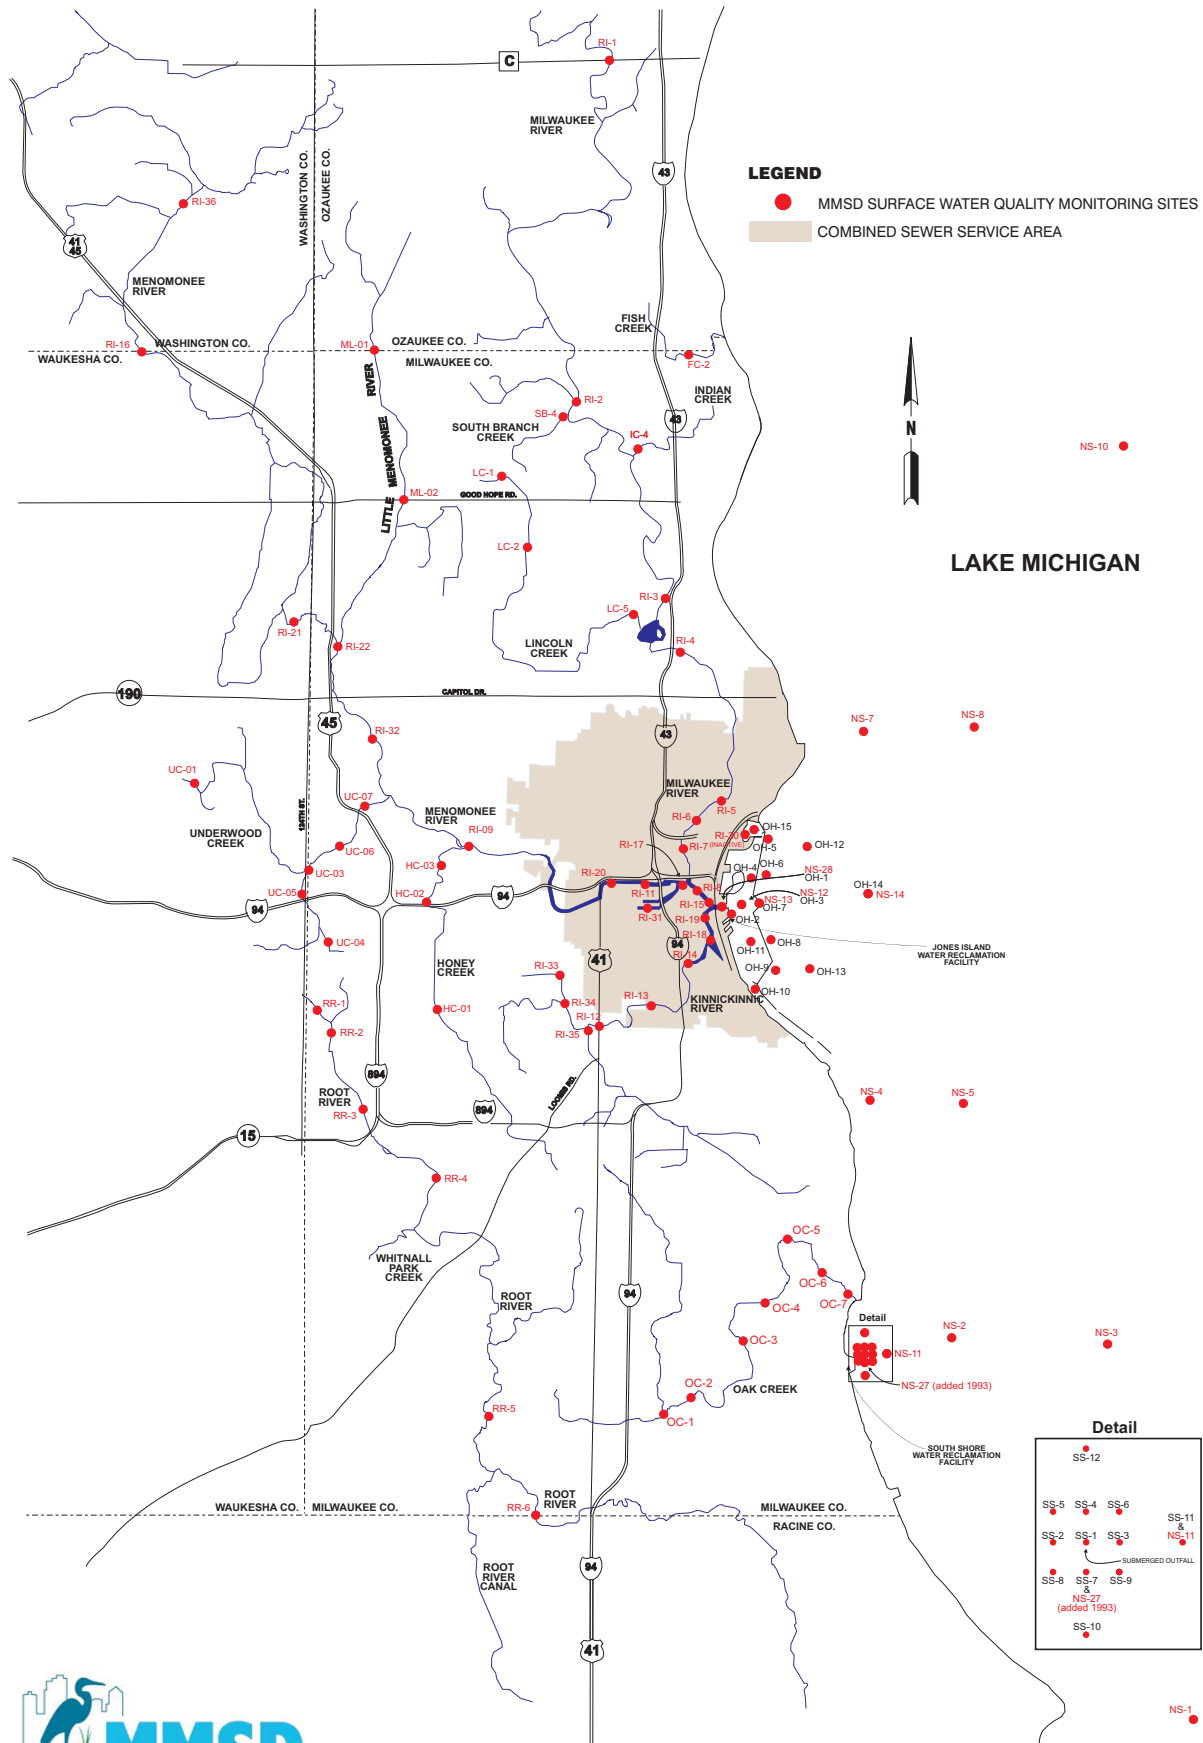 RI-1
C
MILWAUKEE
RIVER
WASHINGTON CO.
OZAUKEE CO.
43
LEGEND
MMSD SURFACE WATER QUALITY MONITORING SITES
COMBINED SEWER SERVICE AREA
RI-36
41
45
MENOMONEE
RIVER
FISH
CREEK
RI-16
WASHINGTON CO.
WAUKESHA CO.
ML-01
OZAUKEE CO.
MILWAUKEE CO.
FC-2
LITTLE MENOMONEE RIVER
RI-2
SB-4
INDIAN
CREEK
43
SOUTH BRANCH
CREEK
IC-4
N
NS-10
LC-1
ML-02
GOOD HOPE RD.
LC-2
LAKE MICHIGAN
RI-3
LC-5
RI-21
RI-22
LINCOLN
CREEK
RI-4
190
CAPITOL DR.
45
43
NS-7
NS-8
RI-32
UC-01
MILWAUKEE
RIVER
UC-07
RI-5
124TH ST.
UNDERWOOD
CREEK
MENOMONEE
RIVER
RI-6
RI-09
OH-15
RI-30
(INACTIVE)
RI-17
RI-7
OH-5
OH-12
UC-06
HC-03
OH-4
OH-6
NS-28
UC-03
RI-20
OH-1
UC-05
HC-02
94
RI-11
RI-8
NS-12
OH-14
NS-14
94
RI-15
NS-13
OH-3
OH-7
RI-31
RI-19
OH-2
UC-04
RI-18
94
OH-11
OH-8
JONES ISLAND
WATER RECLAMATION
FACILITY
41
RI-14
HONEY
CREEK
RI-33
OH-9
OH-13
OH-10
RI-34
RI-13
KINNICKINNIC
RIVER
RR-1
HC-01
RI-12
RI-35
RR-2
894
LOOMIS RD.
ROOT
RIVER
RR-3
894
NS-4
NS-5
15
RR-4
OC-5
WHITNALL
PARK
CREEK
OC-6
OC-7
94
ROOT
RIVER
OC-4
Detail
NS-2
NS-3
OC-3
NS-11
NS-27 (added 1993)
OC-2
OAK CREEK
RR-5
OC-1
SOUTH SHORE
WATER RECLAMATION
FACILITY
Detail
SS-12
WAUKESHA CO.
MILWAUKEE CO.
RR-6
ROOT
RIVER
MILWAUKEE CO.
RACINE CO.
SS-5
SS-4
SS-6
SS-11
&
NS-11
SS-2
SS-1
SS-3
SUBMERGED OUTFALL
SS-8
SS-7
&
NS-27
(added 1993)
SS-9
SS-10
94
ROOT
RIVER
CANAL
41
NS-1
MMSD